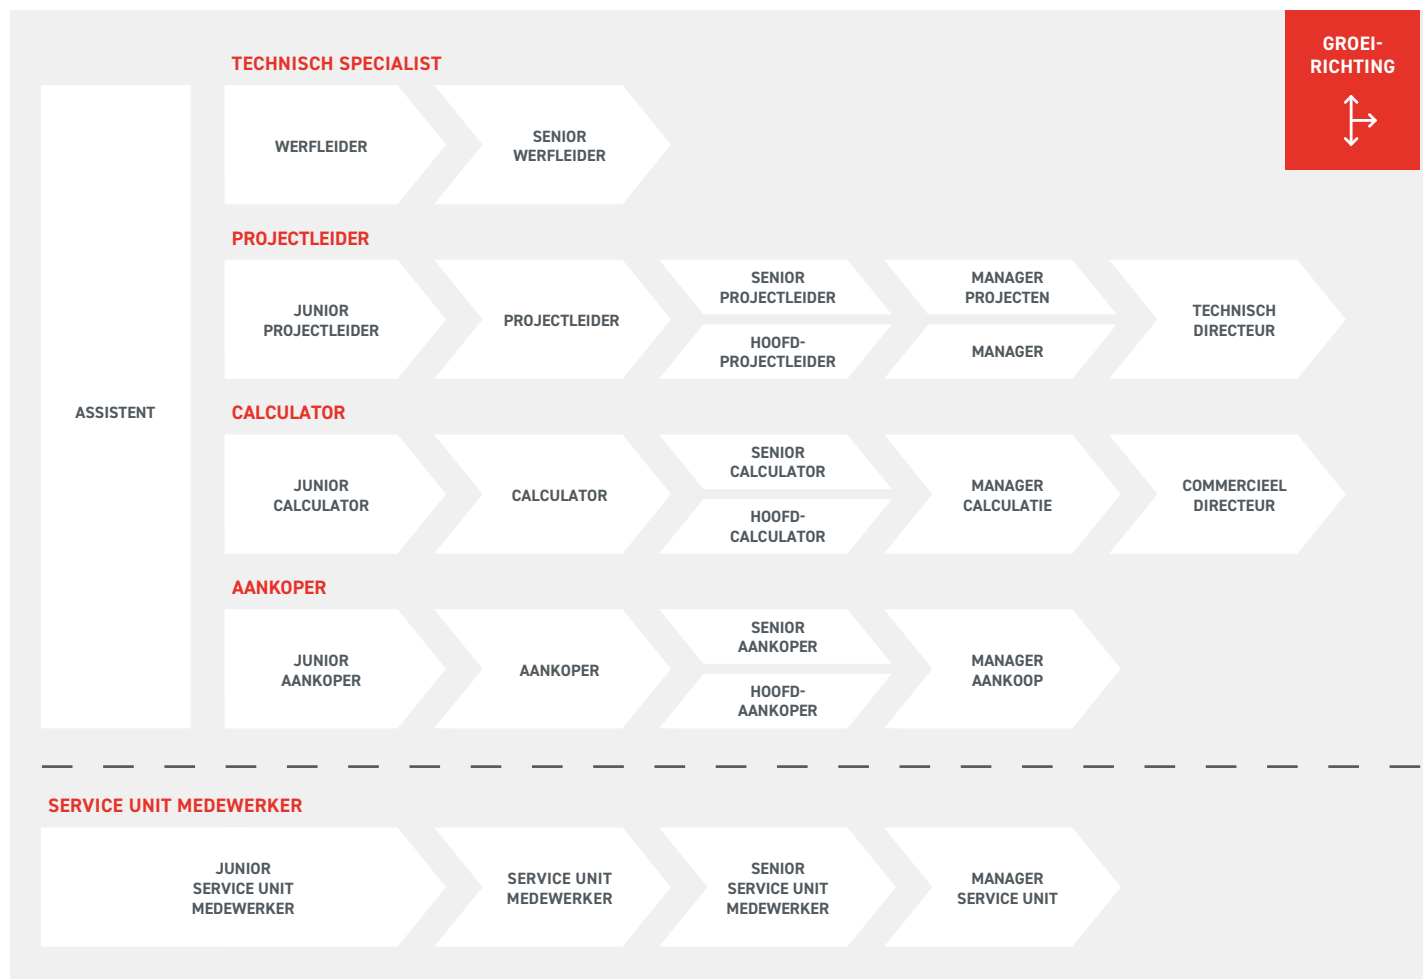 GROEI-
RICHTING
TECHNISCH SPECIALIST
WERFLEIDER
SENIOR
WERFLEIDER
PROJECTLEIDER
JUNIOR
PROJECTLEIDER
PROJECTLEIDER
SENIOR
PROJECTLEIDER
HOOFD-
PROJECTLEIDER
MANAGER
PROJECTEN
MANAGER
TECHNISCH
DIRECTEUR
ASSISTENT
CALCULATOR
JUNIOR
CALCULATOR
CALCULATOR
SENIOR
CALCULATOR
HOOFD-
CALCULATOR
MANAGER
CALCULATIE
COMMERCIEEL
DIRECTEUR
AANKOPER
JUNIOR
AANKOPER
AANKOPER
SENIOR
AANKOPER
HOOFD-
AANKOPER
MANAGER
AANKOOP
SERVICE UNIT MEDEWERKER
JUNIOR
SERVICE UNIT
MEDEWERKER
SERVICE UNIT
MEDEWERKER
SENIOR
SERVICE UNIT
MEDEWERKER
MANAGER
SERVICE UNIT